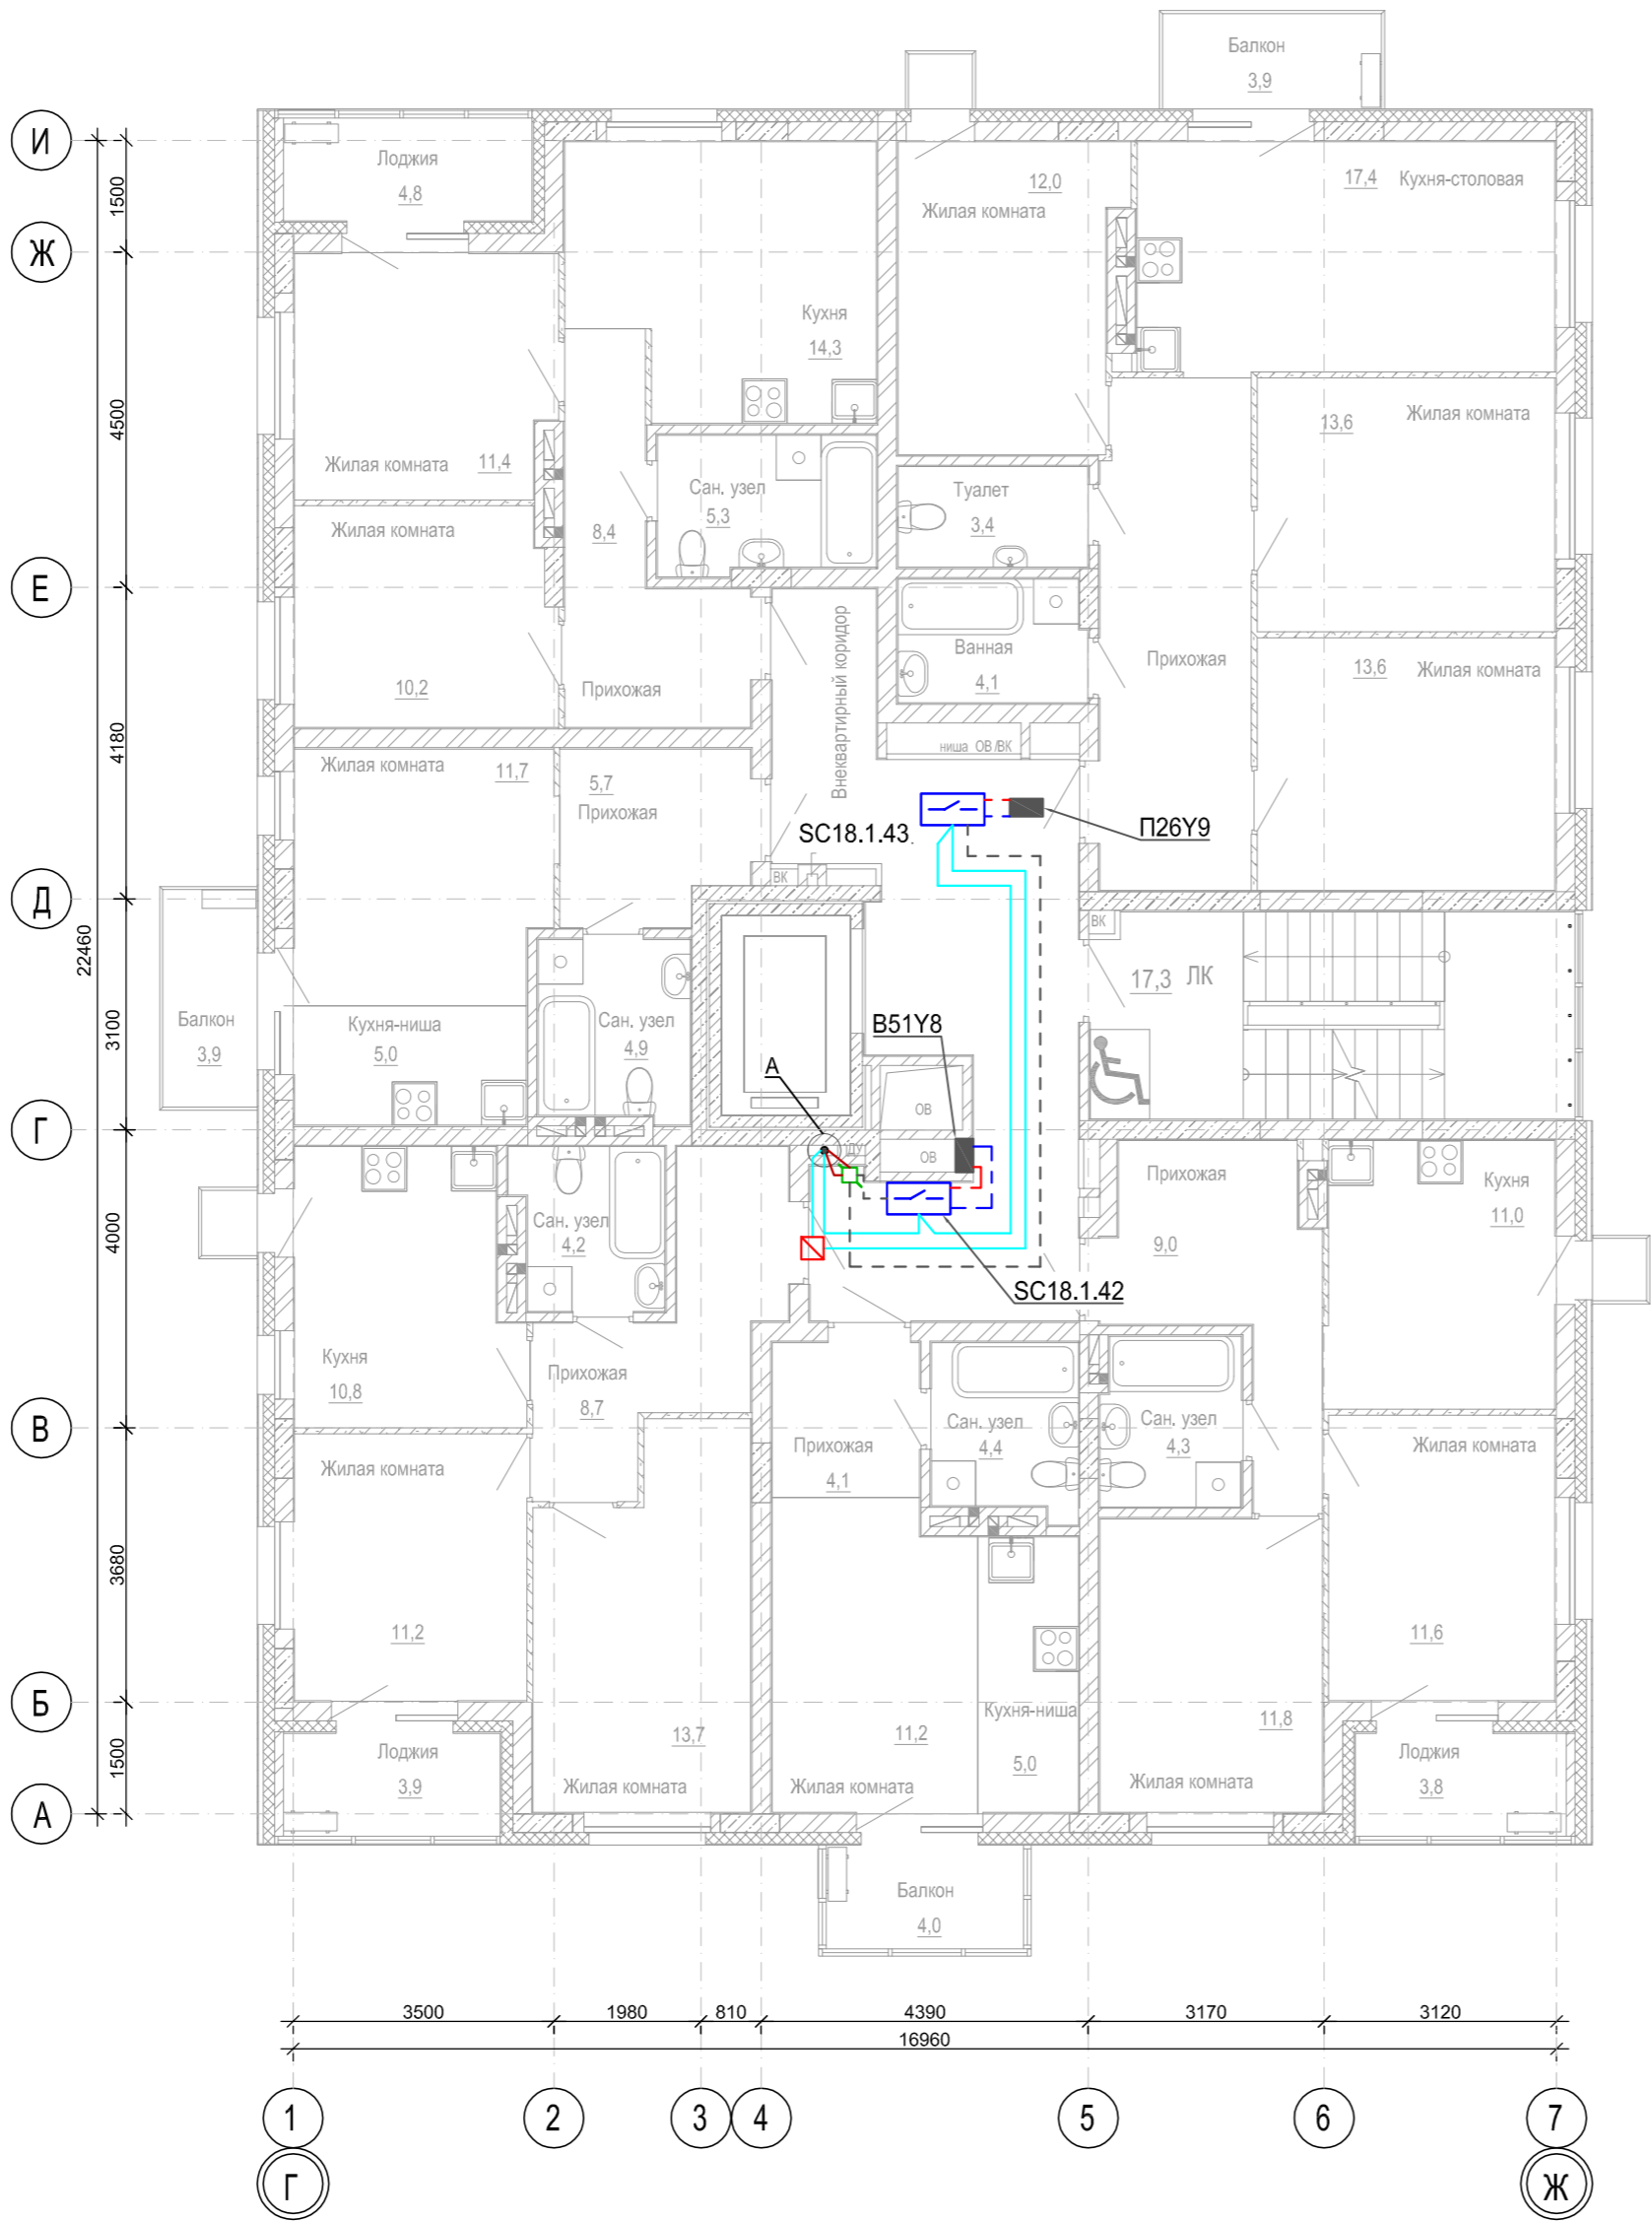 Балкон
3,9
И
Лоджия
4,8
12,0
Жилая комната
17,4
Кухня-столовая
1500
Ж
Кухня
14,3
4500
13,6
Жилая комната
Жилая комната
11,4
Сан. узел
5,3
Туалет
3,4
Жилая комната
8,4
Е
Внеквартирный коридор
Ванная
4,1
Прихожая
13,6
Жилая комната
10,2
Прихожая
4180
ниша ОВ/ВК
Жилая комната
11,7
5,7
Прихожая
SC18.1.43
П26Y9
ВК
Д
ВК
22460
17,3
ЛК
3100
Балкон
3,9
Кухня-ниша
5,0
Сан. узел
4,9
В51Y8
А
ОВ
Г
ДУ
ОВ
Прихожая
Кухня
11,0
4000
Сан. узел
4,2
9,0
SC18.1.42
Кухня
10,8
Прихожая
8,7
В
Сан. узел
4,4
Сан. узел
4,3
Прихожая
4,1
Жилая комната
Жилая комната
3680
11,2
11,6
Б
Кухня-ниша
5,0
11,8
13,7
11,2
1500
Лоджия
3,9
Лоджия
3,8
Жилая комната
Жилая комната
Жилая комната
А
Балкон
4,0
3500
1980
810
4390
3170
3120
16960
1
2
3
4
5
6
7
Г
Ж